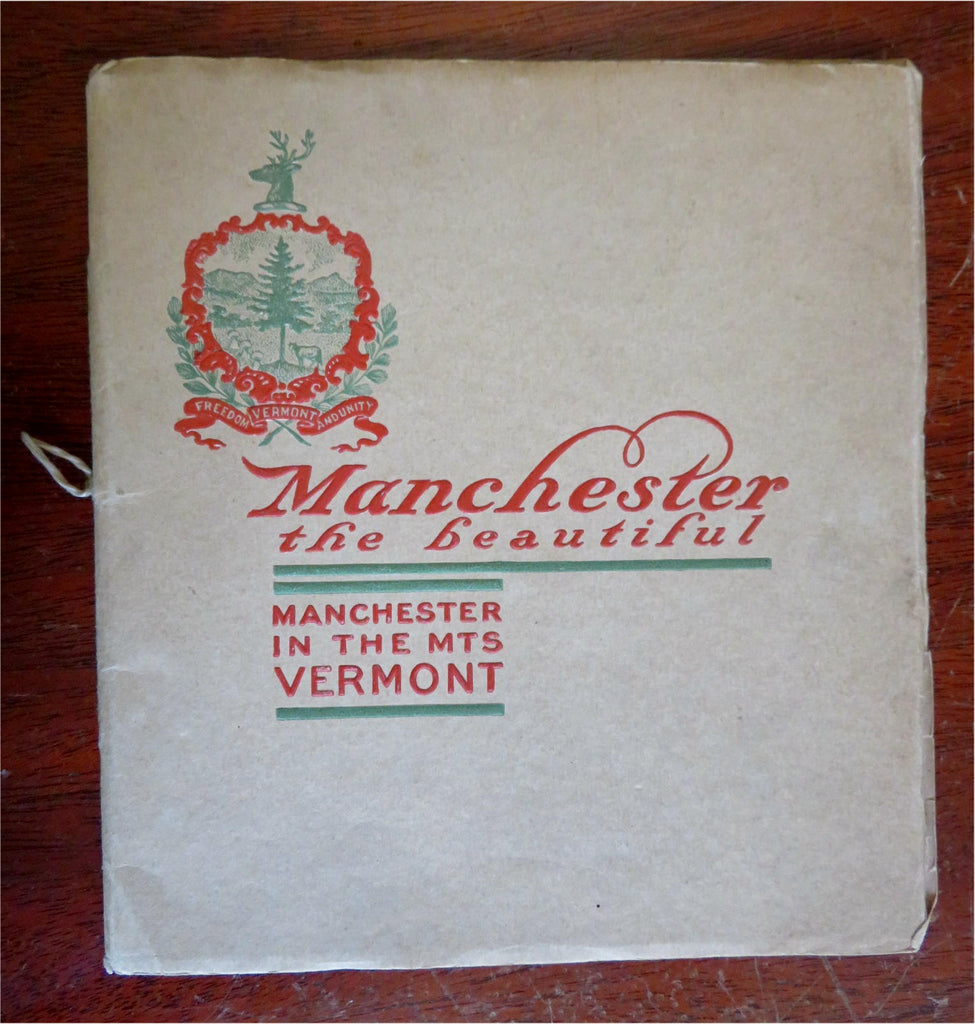 FREEDOM VERMONT AND UNITY
Manchester
the beautiful
MANCHESTER
IN THE MTS
VERMONT